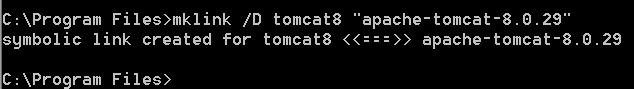 C:\Program Files>mklink /D tomcat8 "apache-tomcat-8.0.29"
symbolic link created for tomcat8 <<===>> apache-tomcat-8.0.29
C:\Program Files>